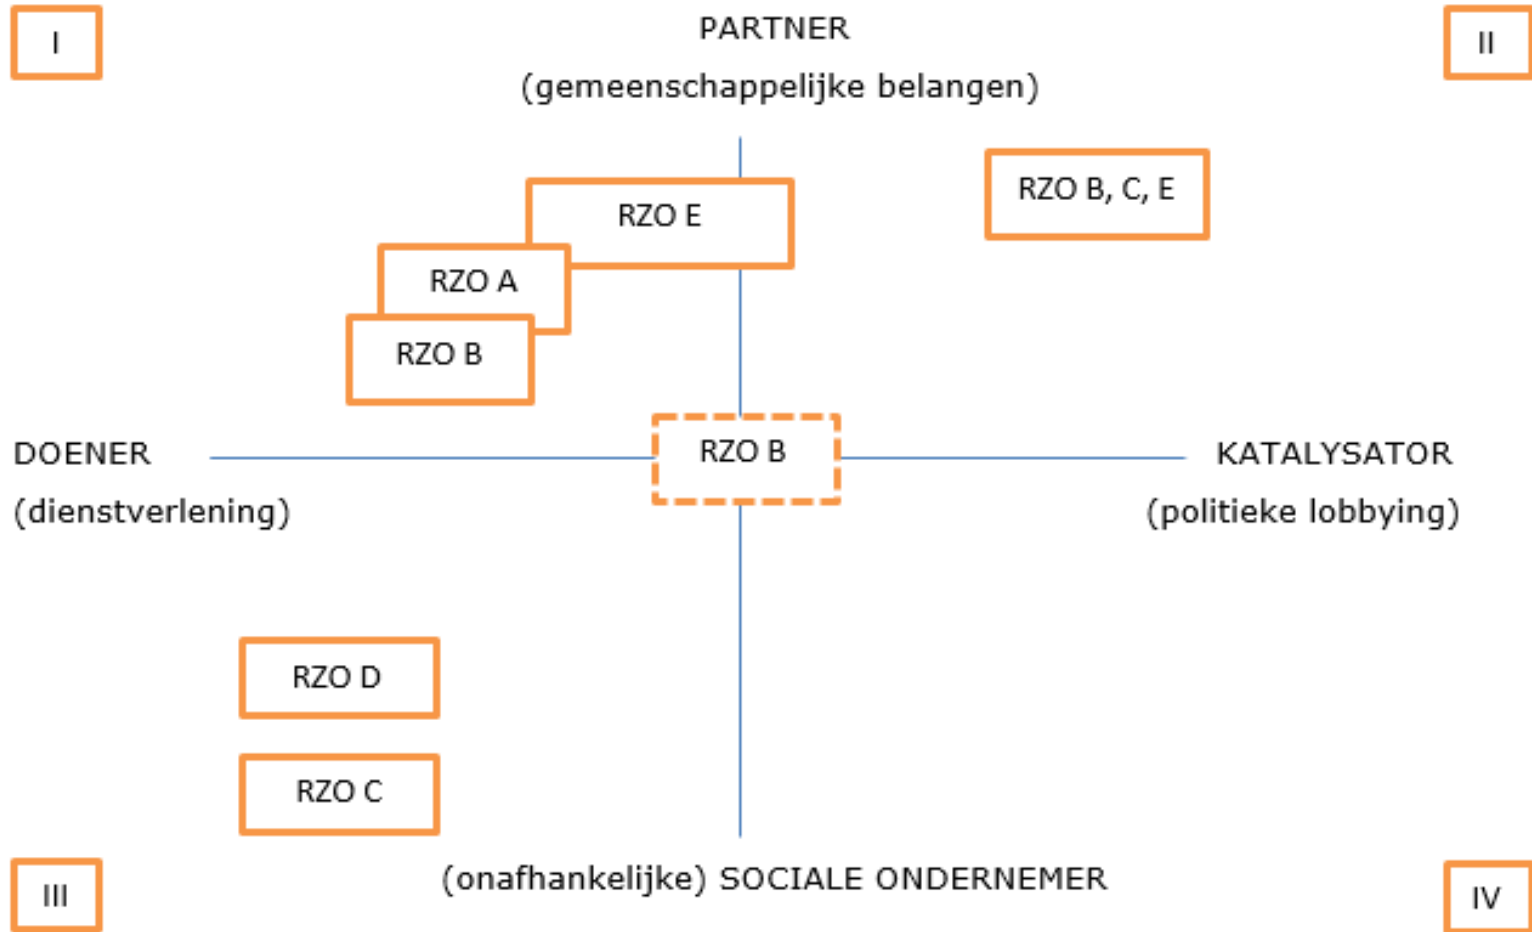 I
PARTNER
II
(gemeenschappelijke belangen)
RZO B, C, E
RZO E
RZO A
RZO B
DOENER
RZO B
KATALYSATOR
(dienstverlening)
(politieke lobbying)
RZO D
RZO C
III
(onafhankelijke) SOCIALE ONDERNEMER
IV